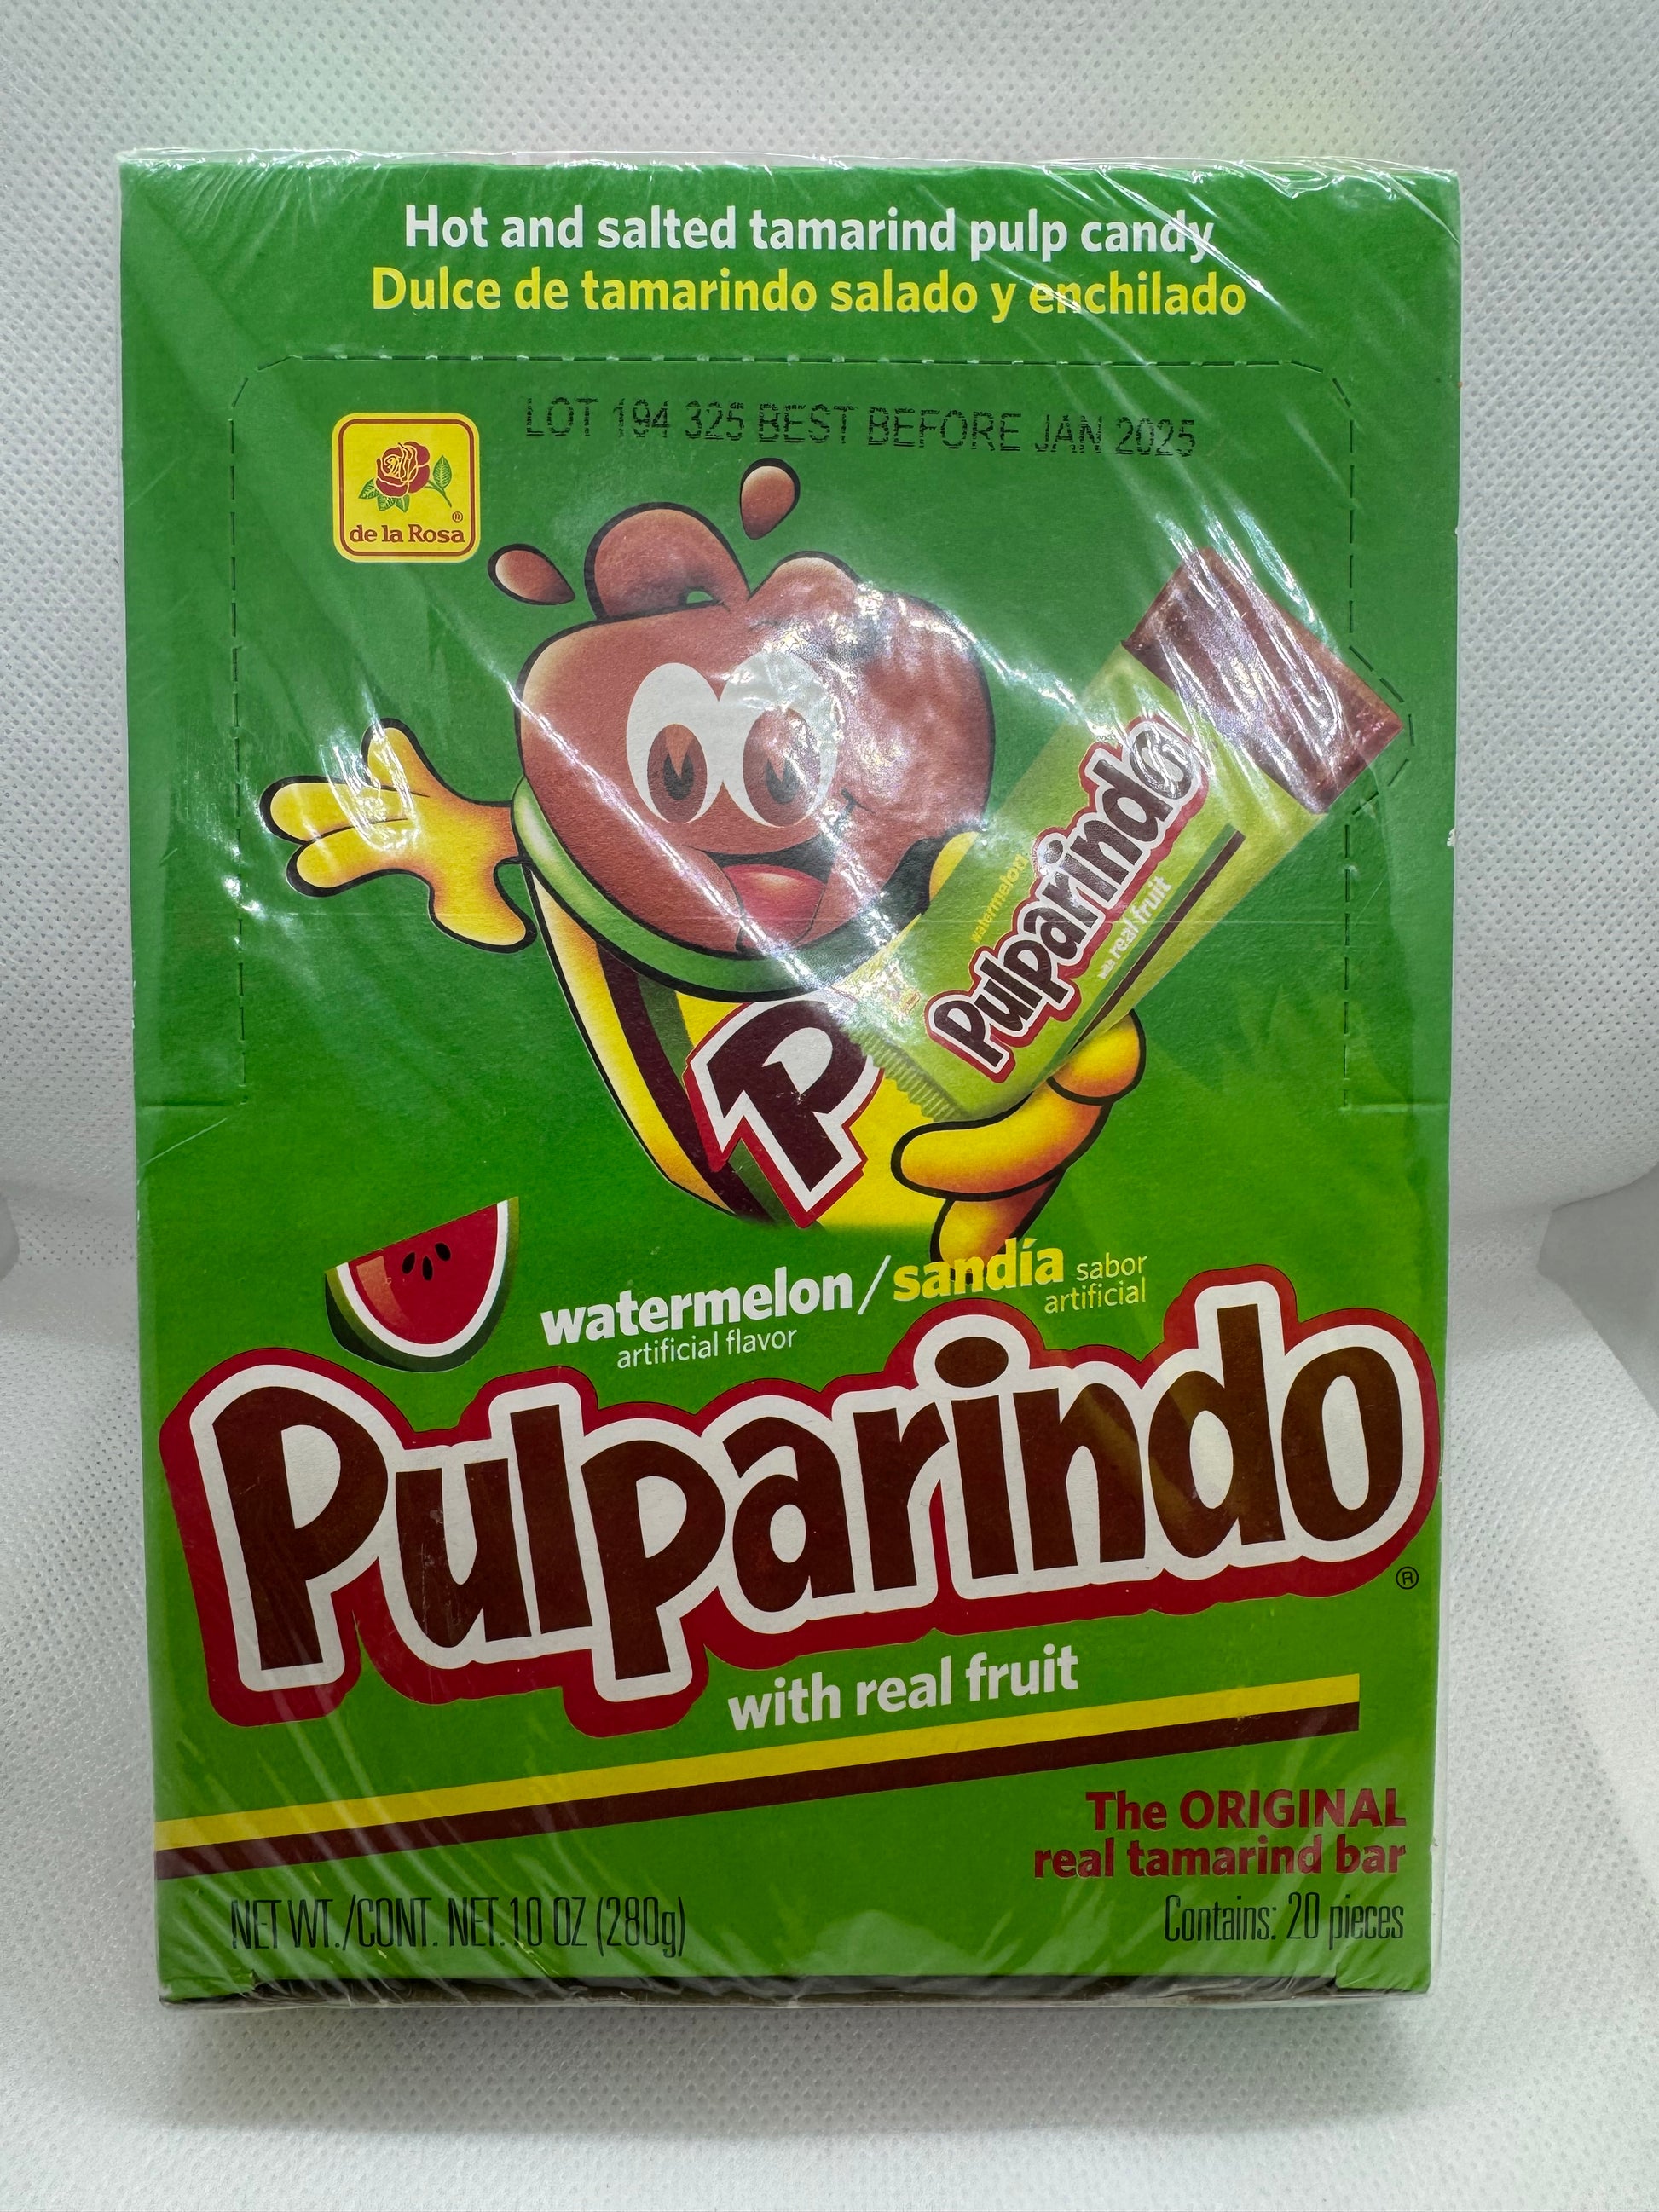 Hot and salted tamarind pulp candy
Dulce de tamarindo salado y enchilado
LOT 194 325 BEST BEFORE JAN 2025
de la Rosa®
watermelon
Pulparindo
with real fruit
P
watermelon/sandía sabor
artificial flavor artificial
Pulparindo®
with real fruit
The ORIGINAL
real tamarind bar
NET WT./CONT. NET.10 OZ (280g)
Contains: 20 pieces